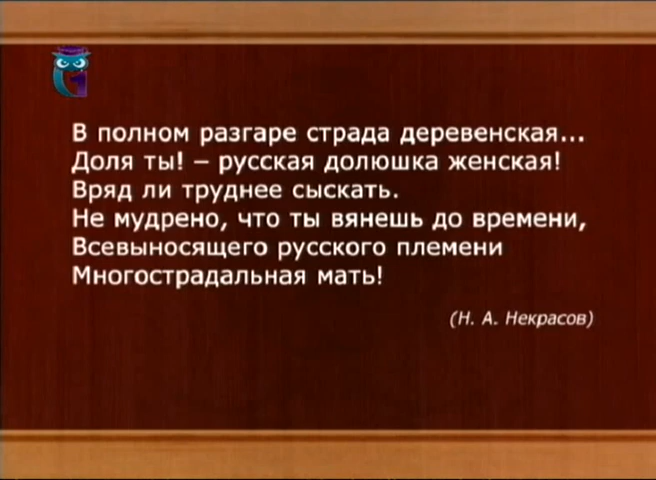 В полном разгаре страда деревенская...
Доля ты! – русская долюшка женская!
Вряд ли труднее сыскать.
Не мудрено, что ты вянешь до времени,
Всевыносящего русского племени
Многострадальная мать!
(Н. А. Некрасов)